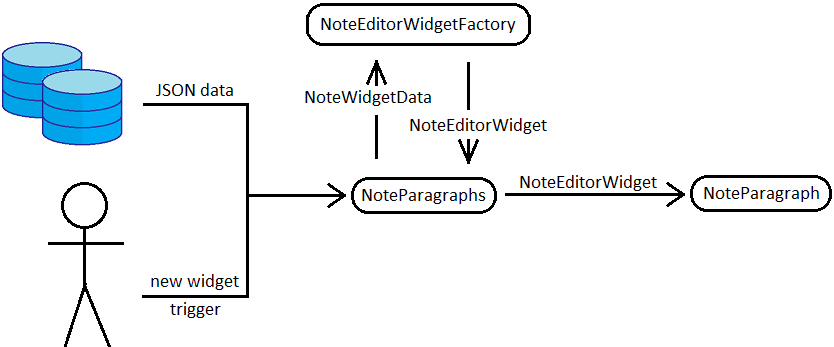 NoteEditorWidgetFactory
JSON data
NoteWidgetData
NoteEditorWidget
NoteParagraphs
NoteEditorWidget
NoteParagraph
new widget
trigger